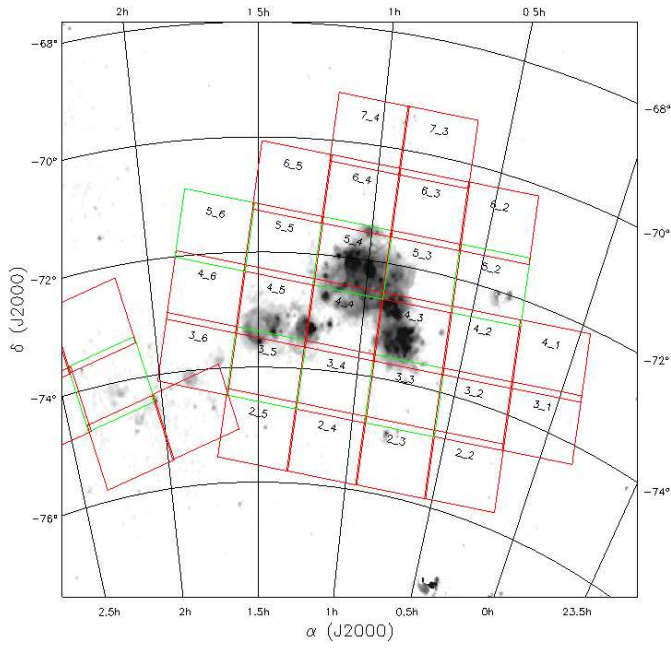 2h 1 5h 1h 0 5h
−68°
−68°
7_4 7_3
−70°
6_5 6_4 6_3 6_2
−70°
5_6 5_5 5_4 5_3 5_2
−72°
4_6 4_5 4_4 4_3 4_2 4_1
−72°
3_6 3_5 3_4 3_3 3_2 3_1
−74°
2_5 2_4 2_3 2_2
−74°
−76°
δ (J2000)
2.5h 2h 1.5h 1h 0.5h 0h 23.5h
α (J2000)